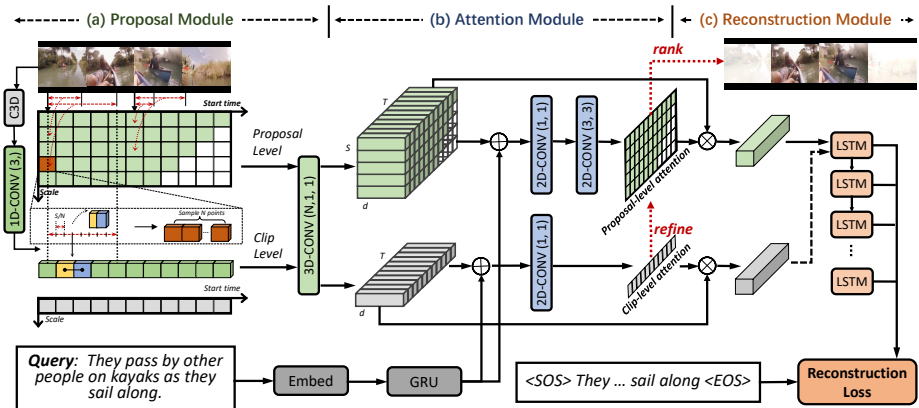 (a) Proposal Module
(b) Attention Module
(c) Reconstruction Module
C3D
1D-CONV (3,)
Start time
Scale
S/N
Sample N points
...
Start time
Scale
Proposal
Level
Clip
Level
3D-CONV (N,1, 1)
T
S
d
T
d
2D-CONV (1, 1)
2D-CONV (3, 3)
2D-CONV (1, 1)
Proposal-level attention
rank
refine
Clip-level attention
LSTM
LSTM
LSTM
...
LSTM
Query: They pass by other
people on kayaks as they
sail along.
Embed
GRU
<SOS> They ... sail along <EOS>
Reconstruction
Loss